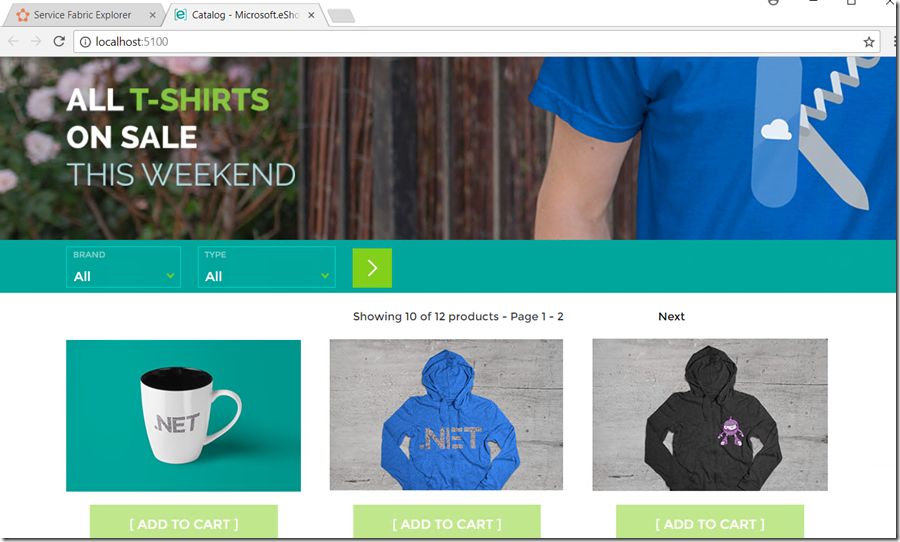 Service Fabric Explorer
Catalog - Microsoft.eSho
localhost:5100
ALL T-SHIRTS
ON SALE
THIS WEEKEND
BRAND
All
TYPE
All
Showing 10 of 12 products - Page 1 - 2
Next
.NET
.NET
[ ADD TO CART ]
[ ADD TO CART ]
[ ADD TO CART ]